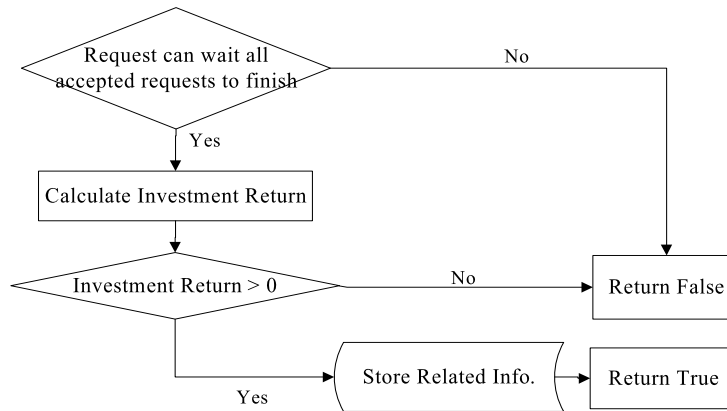 Request can wait all
accepted requests to finish
No
Yes
Calculate Investment Return
Investment Return > 0
No
Return False
Yes
Store Related Info.
Return True